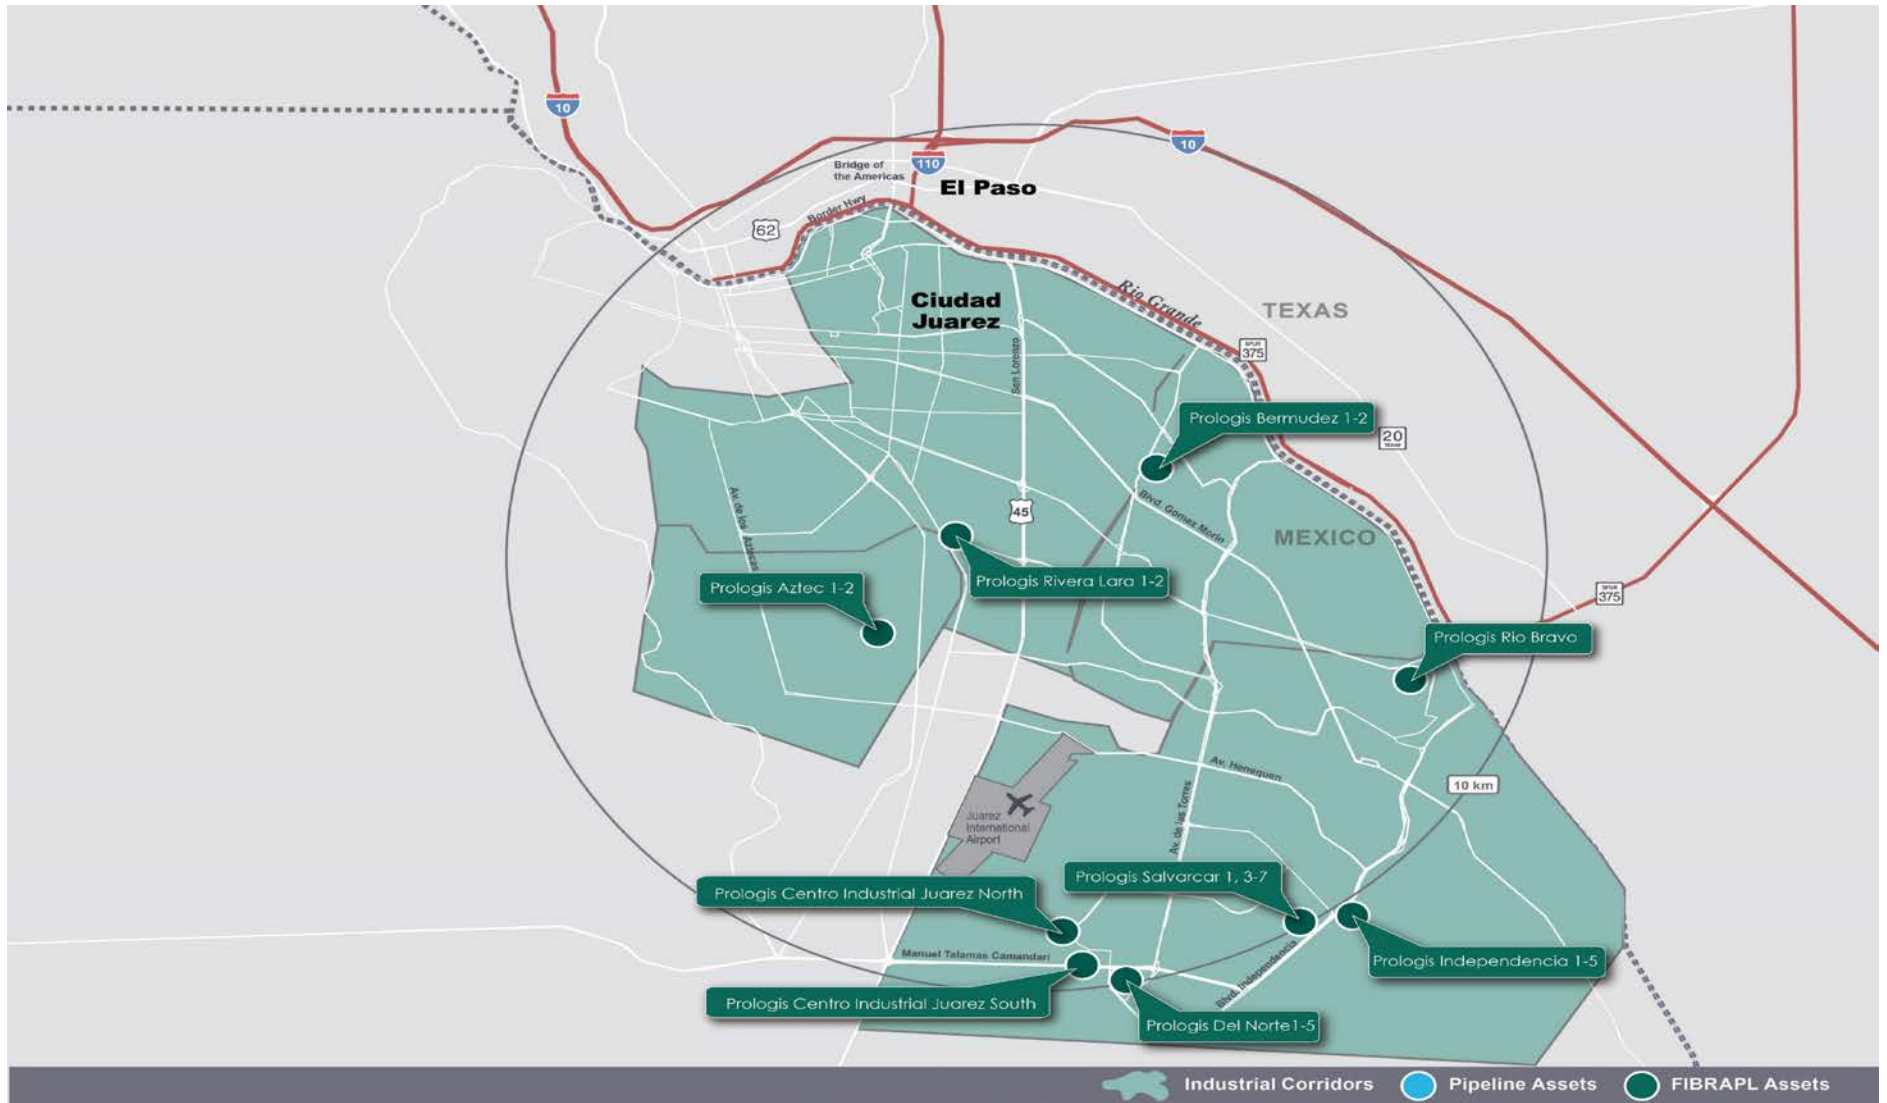 10
10
110
Bridge of
the Americas
El Paso
Border Hwy
62
Ciudad
Juarez
Rio Grande
TEXAS
SPUR
375
San Lorenzo
Prologis Bermudez 1-2
20
TEXAS
Av. de los Aztecas
45
Blvd. Gomez Morin
MEXICO
Prologis Aztec 1-2
Prologis Rivera Lara 1-2
SPUR
375
Prologis Rio Bravo
Av. Henequen
10 km
Juarez
International
Airport
Av. de las Torres
Prologis Salvarcar 1, 3-7
Prologis Centro Industrial Juarez North
Manuel Talamas Camandari
Blvd. Independencia
Prologis Independencia 1-5
Prologis Centro Industrial Juarez South
Prologis Del Norte1-5
Industrial Corridors
Pipeline Assets
FIBRAPL Assets